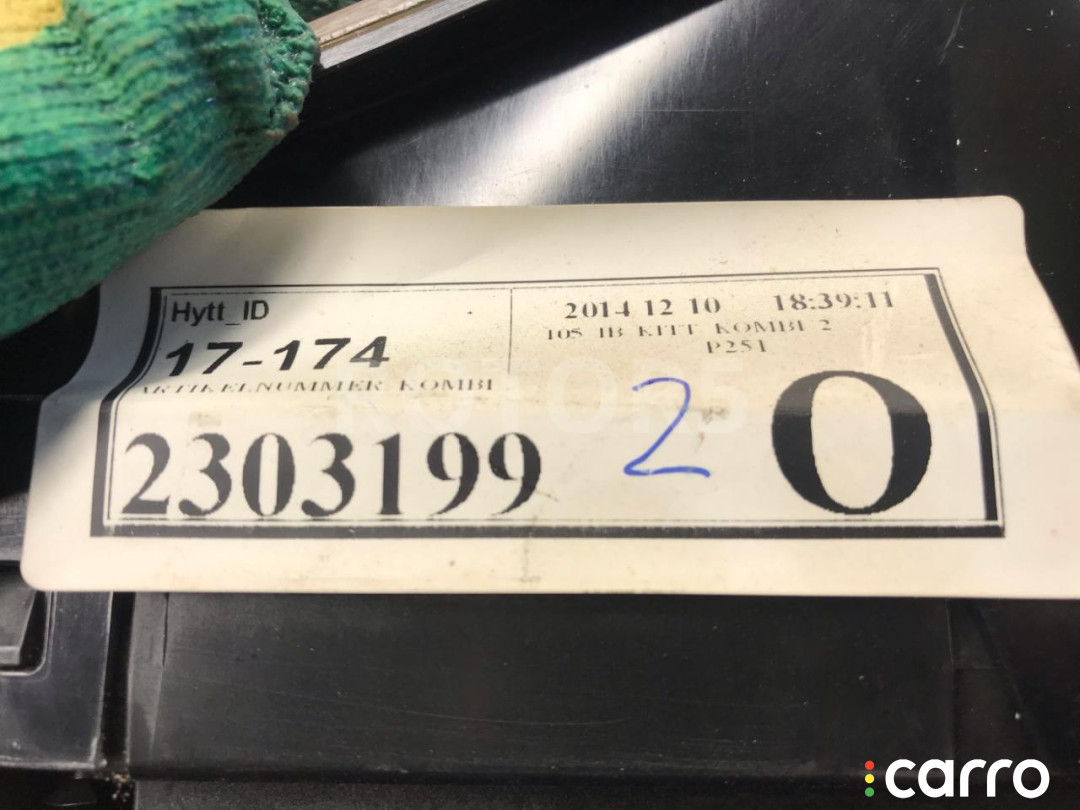 Hytt_ID
17-174
2014 12 10 18:39:11
105 IB KITT KOMBI 2
P251
ARTIKELNUMMER KOMBI
2303199
2
O
ROTORS
carro